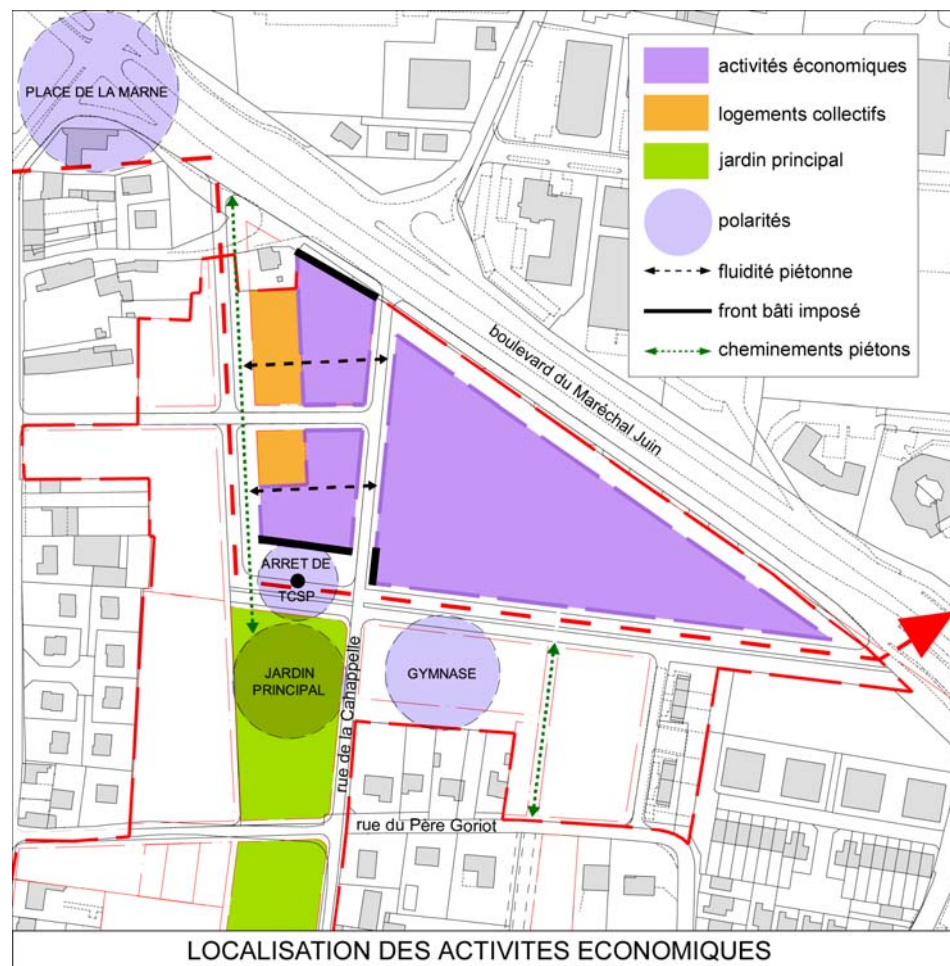 PLACE DE LA MARNE
activités économiques
logements collectifs
jardin principal
polarités
fluidité piétonne
front bâti imposé
cheminements piétons
boulevard du Maréchal Juin
ARRET DE
TCSP
JARDIN
PRINCIPAL
GYMNASE
rue de la Cahappelle
rue du Père Goriot
LOCALISATION DES ACTIVITES ECONOMIQUES